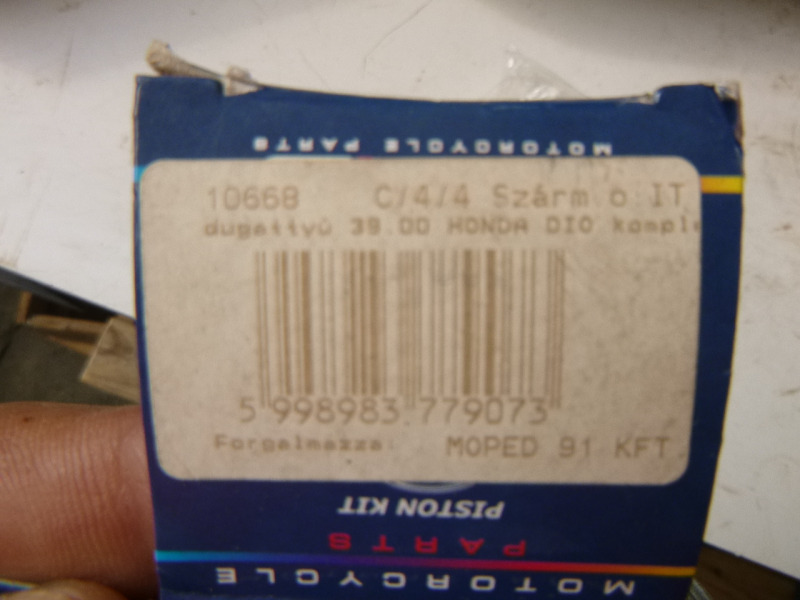 MOTORCYCLE PARTS
10668 C/4/4 Szárm o IT
dugattyú 39.00 HONDA DIO komple
5 998983 779073
Forgalmazza: MOPED 91 KFT
PISTON KIT
PARTS
MOTORCYCLE